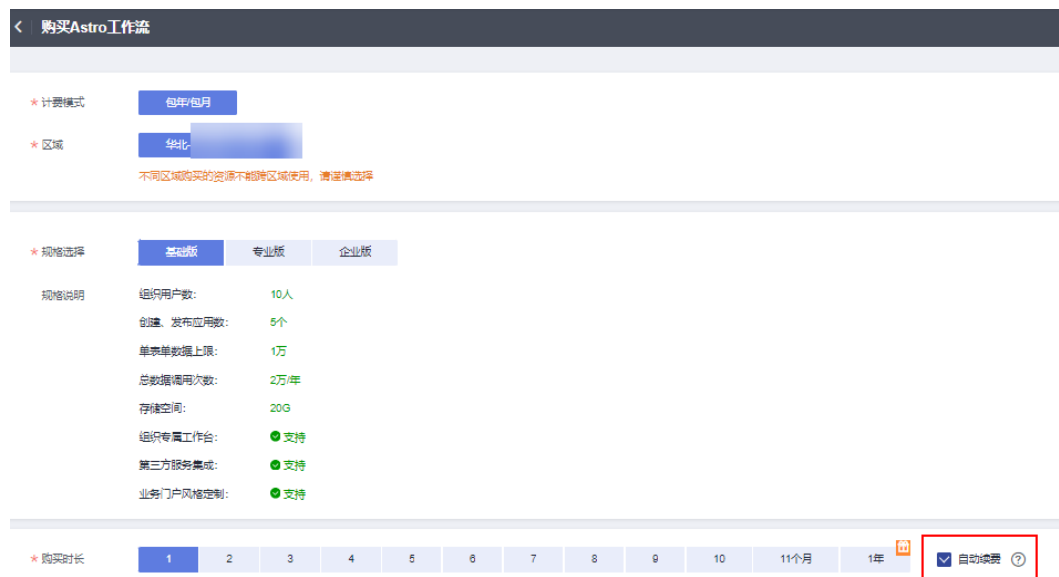 购买Astro工作流
* 计费模式 包年/包月
* 区域 华北-
不同区域购买的资源不能跨区域使用，请谨慎选择
* 规格选择 基础版 专业版 企业版
规格说明 组织用户数: 10人
创建、发布应用数: 5个
单表单数据上限: 1万
总数据调用次数: 2万/年
存储空间: 20G
组织专属工作台: 支持
第三方服务集成: 支持
业务门户风格定制: 支持
* 购买时长 1 2 3 4 5 6 7 8 9 10 11个月 1年 自动续费 ?